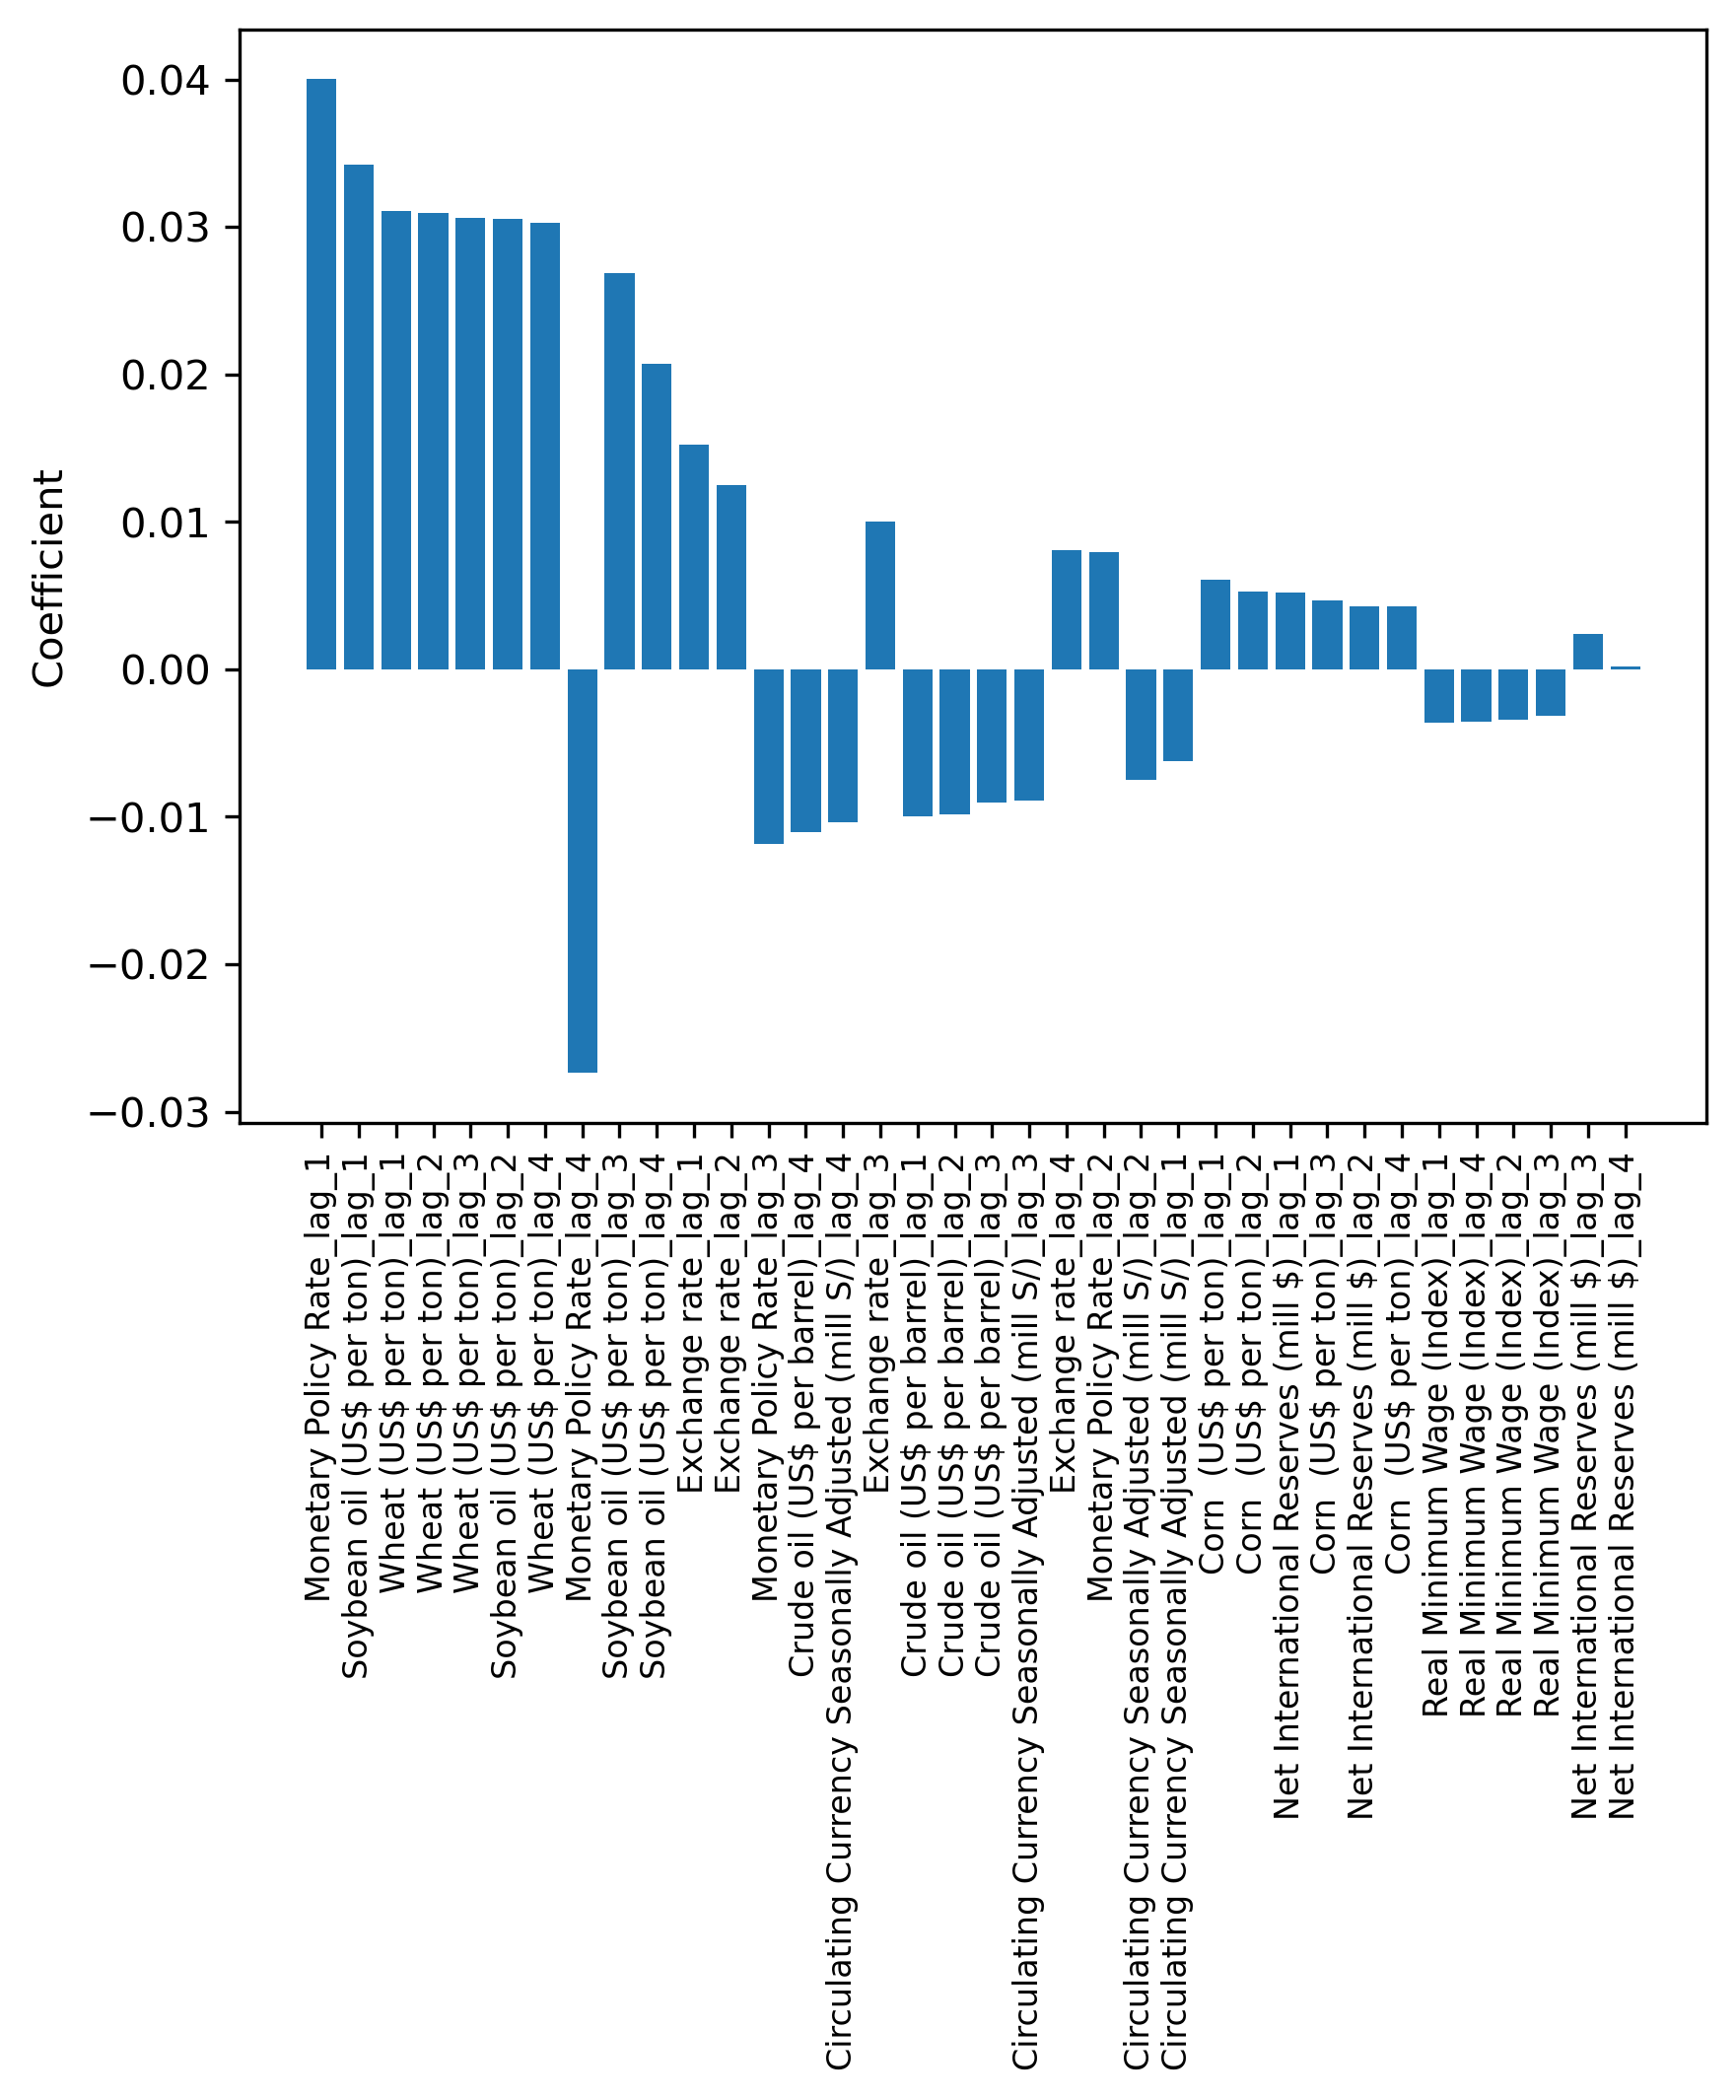 0.04
0.03
0.02
0.01
0.00
−0.01
−0.02
−0.03
Coefficient
Monetary Policy Rate_lag_1
Soybean oil (US$ per ton)_lag_1
Wheat (US$ per ton)_lag_1
Wheat (US$ per ton)_lag_2
Wheat (US$ per ton)_lag_3
Soybean oil (US$ per ton)_lag_2
Wheat (US$ per ton)_lag_4
Monetary Policy Rate_lag_4
Soybean oil (US$ per ton)_lag_3
Soybean oil (US$ per ton)_lag_4
Exchange rate_lag_1
Exchange rate_lag_2
Monetary Policy Rate_lag_3
Crude oil (US$ per barrel)_lag_4
Circulating Currency Seasonally Adjusted (mill S/)_lag_4
Exchange rate_lag_3
Crude oil (US$ per barrel)_lag_1
Crude oil (US$ per barrel)_lag_2
Crude oil (US$ per barrel)_lag_3
Circulating Currency Seasonally Adjusted (mill S/)_lag_3
Exchange rate_lag_4
Monetary Policy Rate_lag_2
Circulating Currency Seasonally Adjusted (mill S/)_lag_2
Circulating Currency Seasonally Adjusted (mill S/)_lag_1
Corn  (US$ per ton)_lag_1
Corn  (US$ per ton)_lag_2
Net International Reserves (mill $)_lag_1
Corn  (US$ per ton)_lag_3
Net International Reserves (mill $)_lag_2
Corn  (US$ per ton)_lag_4
Real Minimum Wage (Index)_lag_1
Real Minimum Wage (Index)_lag_4
Real Minimum Wage (Index)_lag_2
Real Minimum Wage (Index)_lag_3
Net International Reserves (mill $)_lag_3
Net International Reserves (mill $)_lag_4